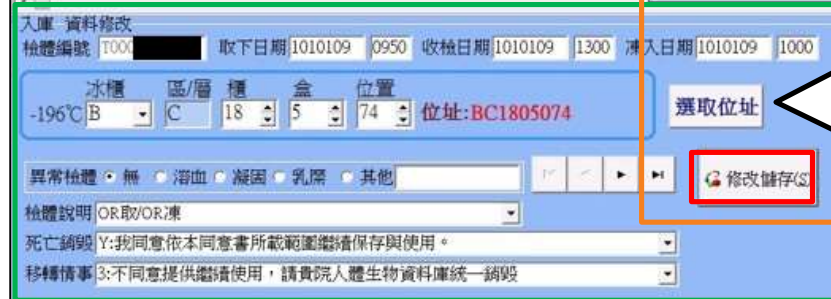 入庫 資料修改
檢體編號 T000 取下日期 1010109 0950 收檢日期 1010109 1300 凍入日期 1010109 1000
冰櫃 區/層 櫃 盒 位置
-196℃ B C 18 5 74 位址:BC1805074 選取位址
異常檢體 無 溶血 凝固 乳糜 其他 修改儲存(S)
檢體說明 OR取/OR凍
死亡銷毀 Y:我同意依本同意書所載範圍繼續保存與使用。
移轉情事 3:不同意提供繼續使用,請貴院人體生物資料庫統一銷毀